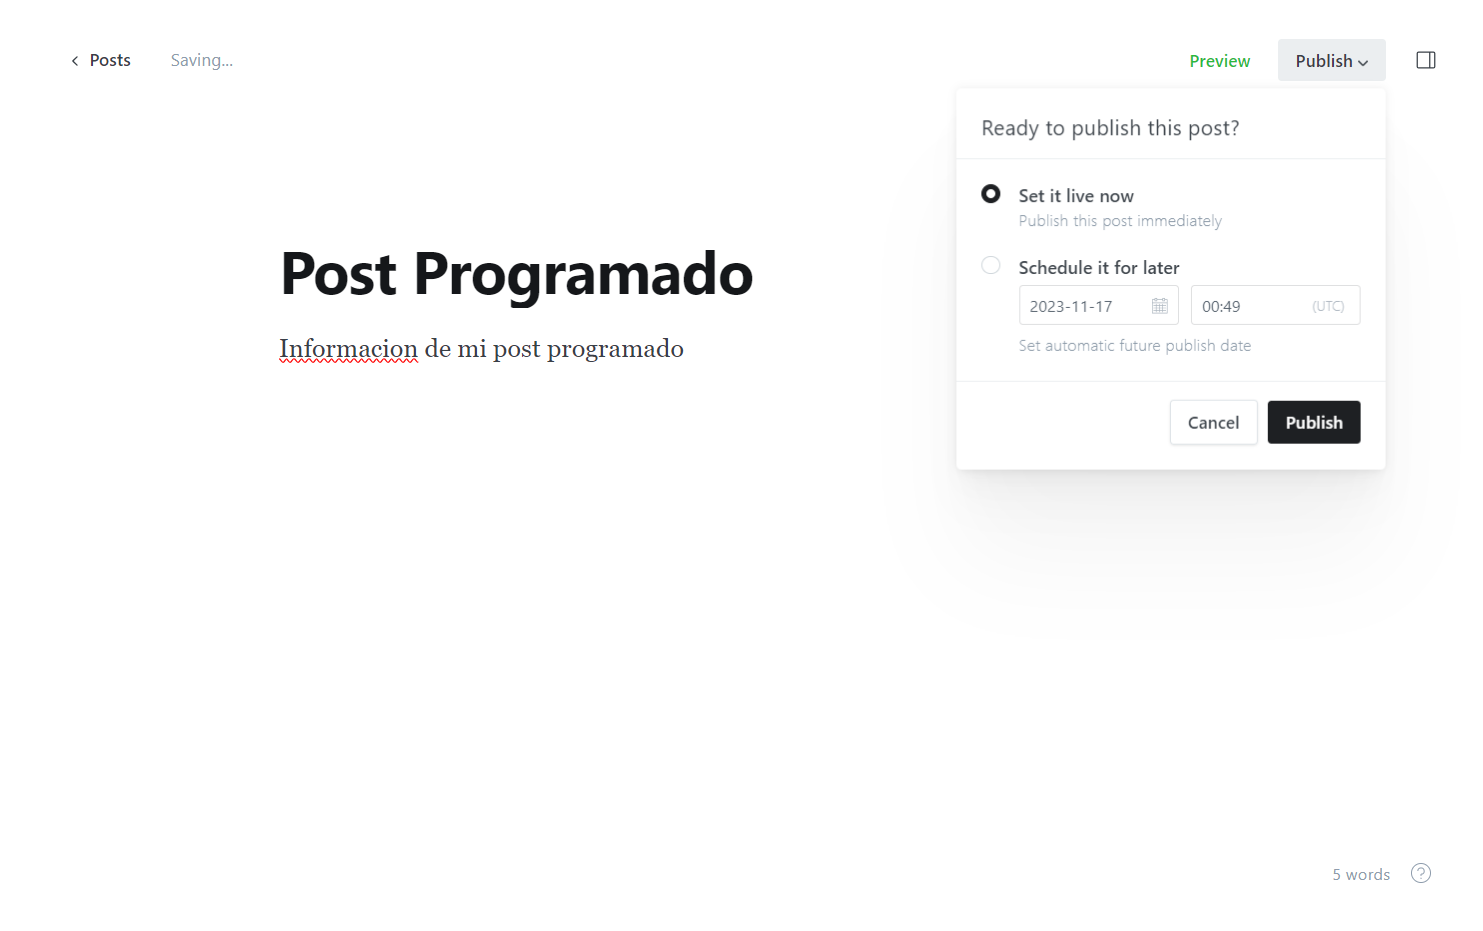 Posts
Saving...
Preview
Publish
Ready to publish this post?
Set it live now
Publish this post immediately
Schedule it for later
2023-11-17
00:49
(UTC)
Set automatic future publish date
Cancel
Publish
Post Programado
Informacion de mi post programado
5 words
?